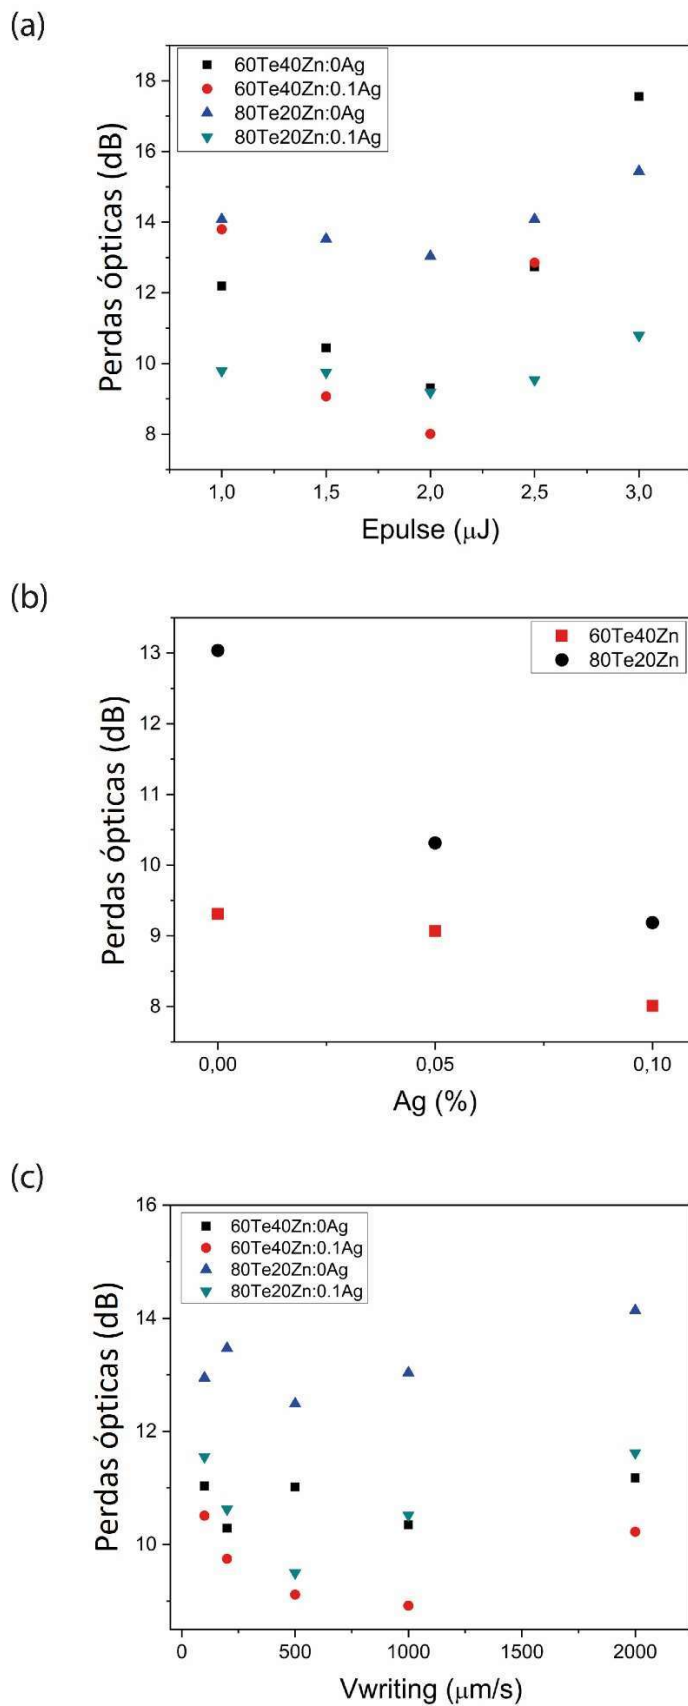 (a)
60Te40Zn:0Ag
60Te40Zn:0.1Ag
80Te20Zn:0Ag
80Te20Zn:0.1Ag
Perdas ópticas (dB)
18
16
14
12
10
8
1,0 1,5 2,0 2,5 3,0
Epulse (μJ)
(b)
60Te40Zn
80Te20Zn
Perdas ópticas (dB)
13
12
11
10
9
8
0,00 0,05 0,10
Ag (%)
(c)
60Te40Zn:0Ag
60Te40Zn:0.1Ag
80Te20Zn:0Ag
80Te20Zn:0.1Ag
Perdas ópticas (dB)
16
14
12
10
0 500 1000 1500 2000
Vwriting (μm/s)